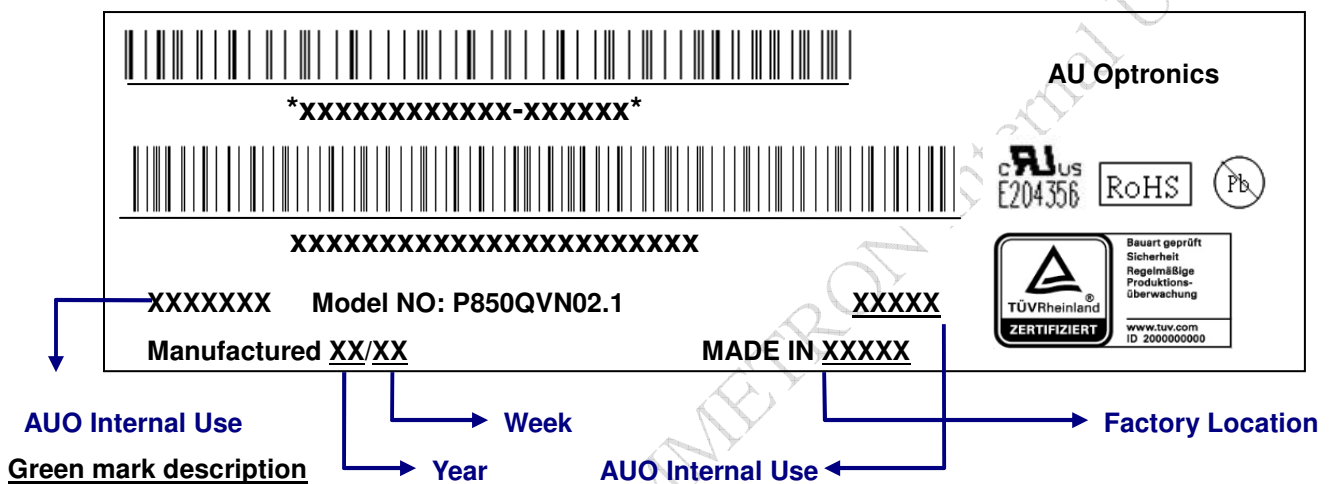 AU Optronics
*xxxxxxxxxxxx-xxxxxx*
c RU us
E204356
RoHS
Pb
xxxxxxxxxxxxxxxxxxxxxxx
Bauart geprüft
Sicherheit
Regelmäßige
Produktions-
überwachung
TÜVRheinland®
ZERTIFIZIERT
www.tuv.com
ID 2000000000
XXXXXXX Model NO: P850QVN02.1 XXXXX
Manufactured XX/XX MADE IN XXXXX
AUO Internal Use
Week
Factory Location
Green mark description
Year
AUO Internal Use